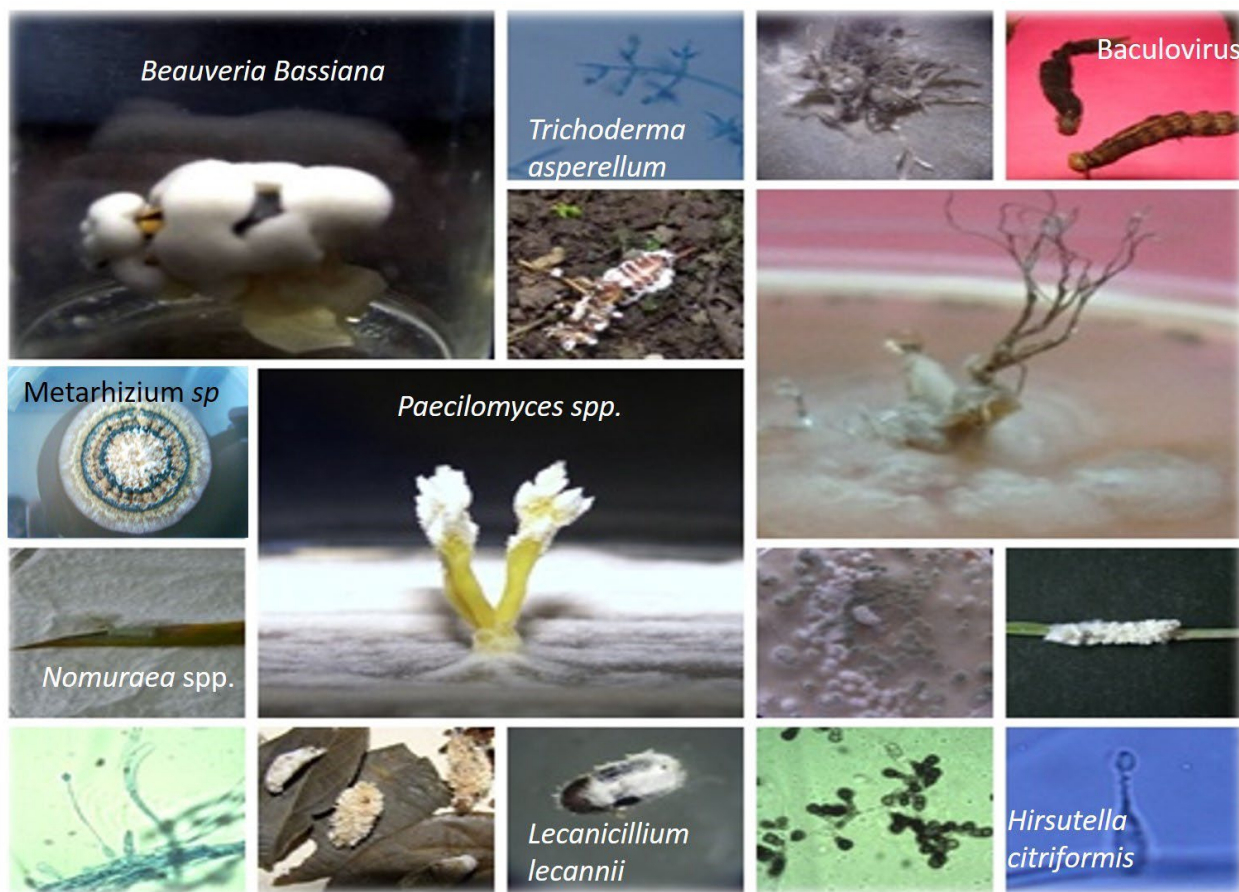 Beauveria Bassiana
Trichoderma
asperellum
Baculovirus
Metarhizium sp
Paecilomyces spp.
Nomuraea spp.
Lecanicillium
lecannii
Hirsutella
citriformis